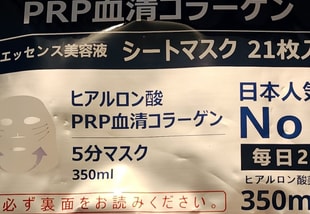 PRP血清コラーゲン
エッセンス美容液 シートマスク 21枚入
ヒアルロン酸
PRP血清コラーゲン
5分マスク
350ml
必ず裏面をお読みください。
日本人気
No
毎日2
ヒアルロン酸
350m